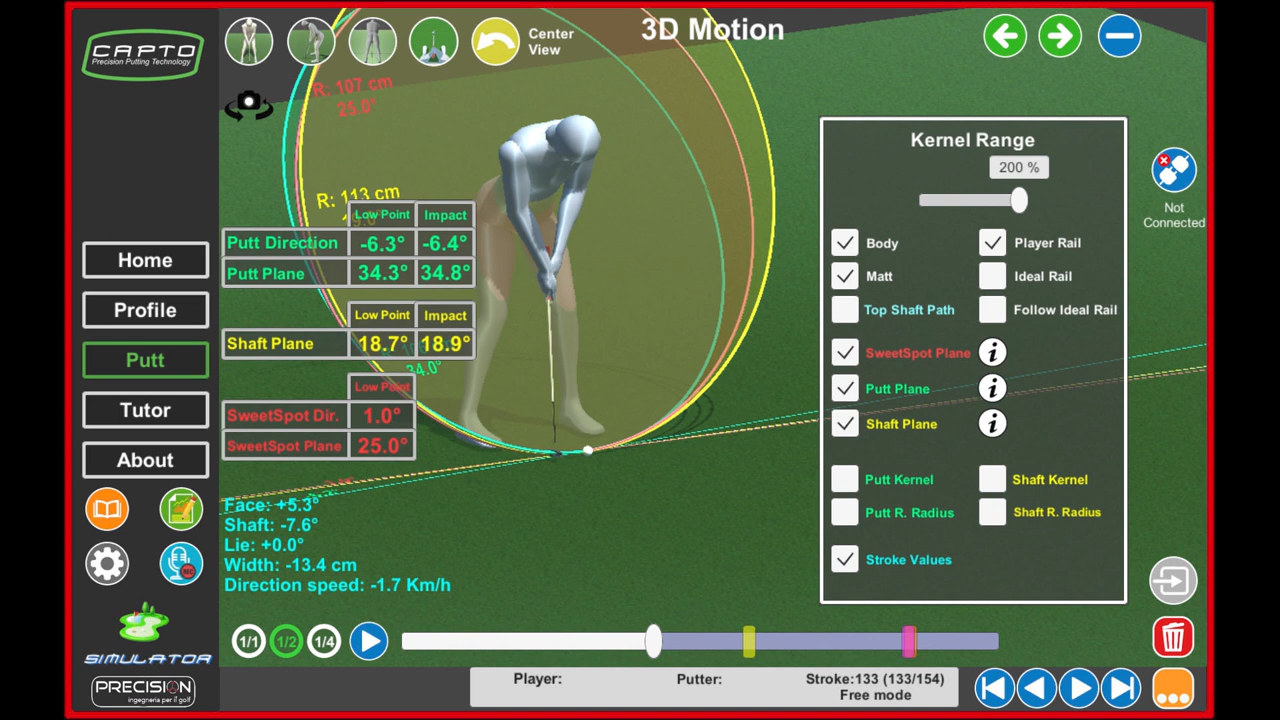 CAPTO
Precision Putting Technology
Home
Profile
Putt
Tutor
About
REC
SIMULATOR
PRECISION
ingegneria per il golf
Center
View
3D Motion
R: 107 cm
25.0°
R: 113 cm
Low Point Impact
Putt Direction -6.3° -6.4°
Putt Plane 34.3° 34.8°
Low Point Impact
Shaft Plane 18.7° 18.9°
34.0°
Low Point
SweetSpot Dir. 1.0°
SweetSpot Plane 25.0°
Face: +5.3°
Shaft: -7.6°
Lie: +0.0°
Width: -13.4 cm
Direction speed: -1.7 Km/h
Kernel Range
200 %
Body Player Rail
Matt Ideal Rail
Top Shaft Path Follow Ideal Rail
SweetSpot Plane i
Putt Plane i
Shaft Plane i
Putt Kernel Shaft Kernel
Putt R. Radius Shaft R. Radius
Stroke Values
Not
Connected
1/1 1/2 1/4
Player: Putter: Stroke:133 (133/154)
Free mode